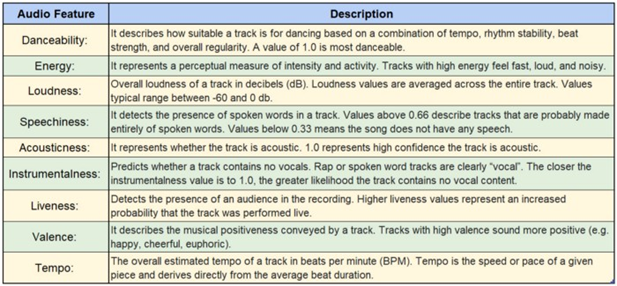 Audio Feature Description
Danceability: It describes how suitable a track is for dancing based on a combination of tempo, rhythm stability, beat
strength, and overall regularity. A value of 1.0 is most danceable.
Energy: It represents a perceptual measure of intensity and activity. Tracks with high energy feel fast, loud, and noisy.
Loudness: Overall loudness of a track in decibels (dB). Loudness values are averaged across the entire track. Values
typical range between -60 and 0 db.
Speechiness: It detects the presence of spoken words in a track. Values above 0.66 describe tracks that are probably made
entirely of spoken words. Values below 0.33 means the song does not have any speech.
Acousticness: It represents whether the track is acoustic. 1.0 represents high confidence the track is acoustic.
Instrumentalness: Predicts whether a track contains no vocals. Rap or spoken word tracks are clearly “vocal”. The closer the
instrumentalness value is to 1.0, the greater likelihood the track contains no vocal content.
Liveness: Detects the presence of an audience in the recording. Higher liveness values represent an increased
probability that the track was performed live.
Valence: It describes the musical positiveness conveyed by a track. Tracks with high valence sound more positive (e.g.
happy, cheerful, euphoric).
Tempo: The overall estimated tempo of a track in beats per minute (BPM). Tempo is the speed or pace of a given
piece and derives directly from the average beat duration.